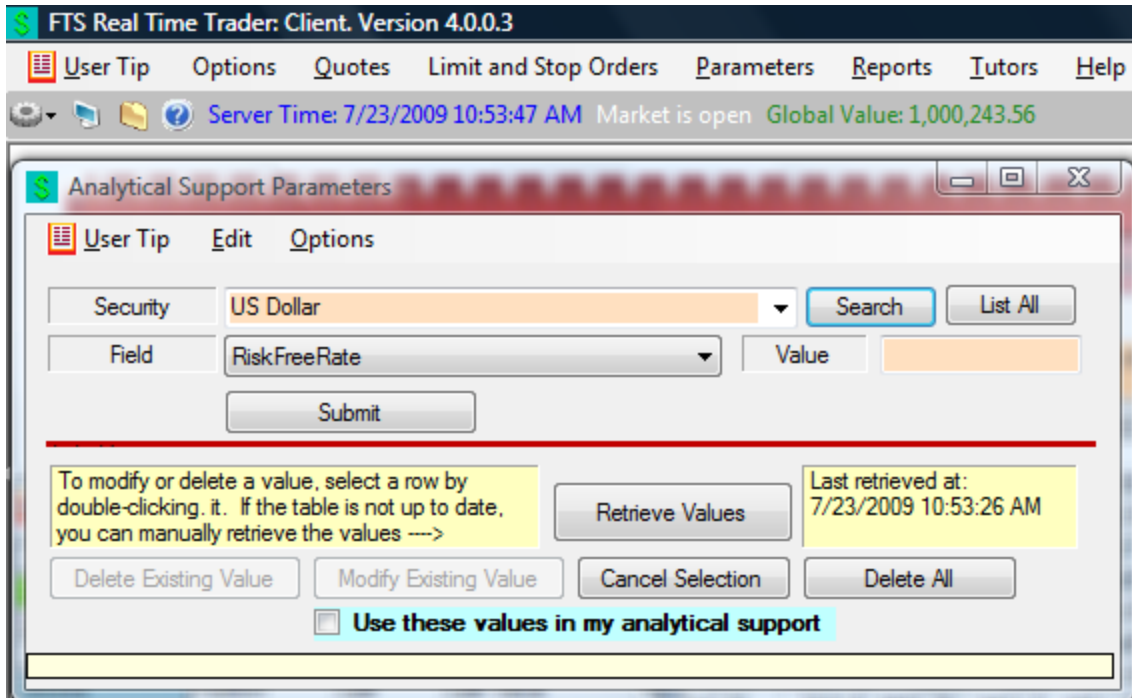 FTS Real Time Trader: Client. Version 4.0.0.3
User Tip Options Quotes Limit and Stop Orders Parameters Reports Tutors Help
Server Time: 7/23/2009 10:53:47 AM Market is open Global Value: 1,000,243.56
Analytical Support Parameters
User Tip Edit Options
Security US Dollar Search List All
Field RiskFreeRate Value
Submit
To modify or delete a value, select a row by
double-clicking. it. If the table is not up to date,
you can manually retrieve the values ---->
Retrieve Values
Last retrieved at:
7/23/2009 10:53:26 AM
Delete Existing Value Modify Existing Value Cancel Selection Delete All
Use these values in my analytical support